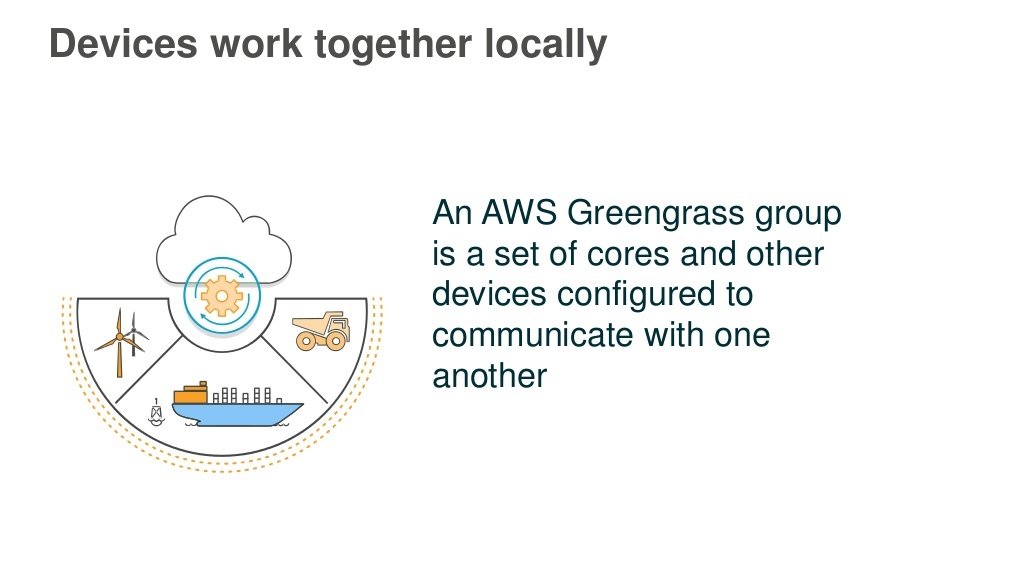 Devices work together locally
An AWS Greengrass group
is a set of cores and other
devices configured to
communicate with one
another